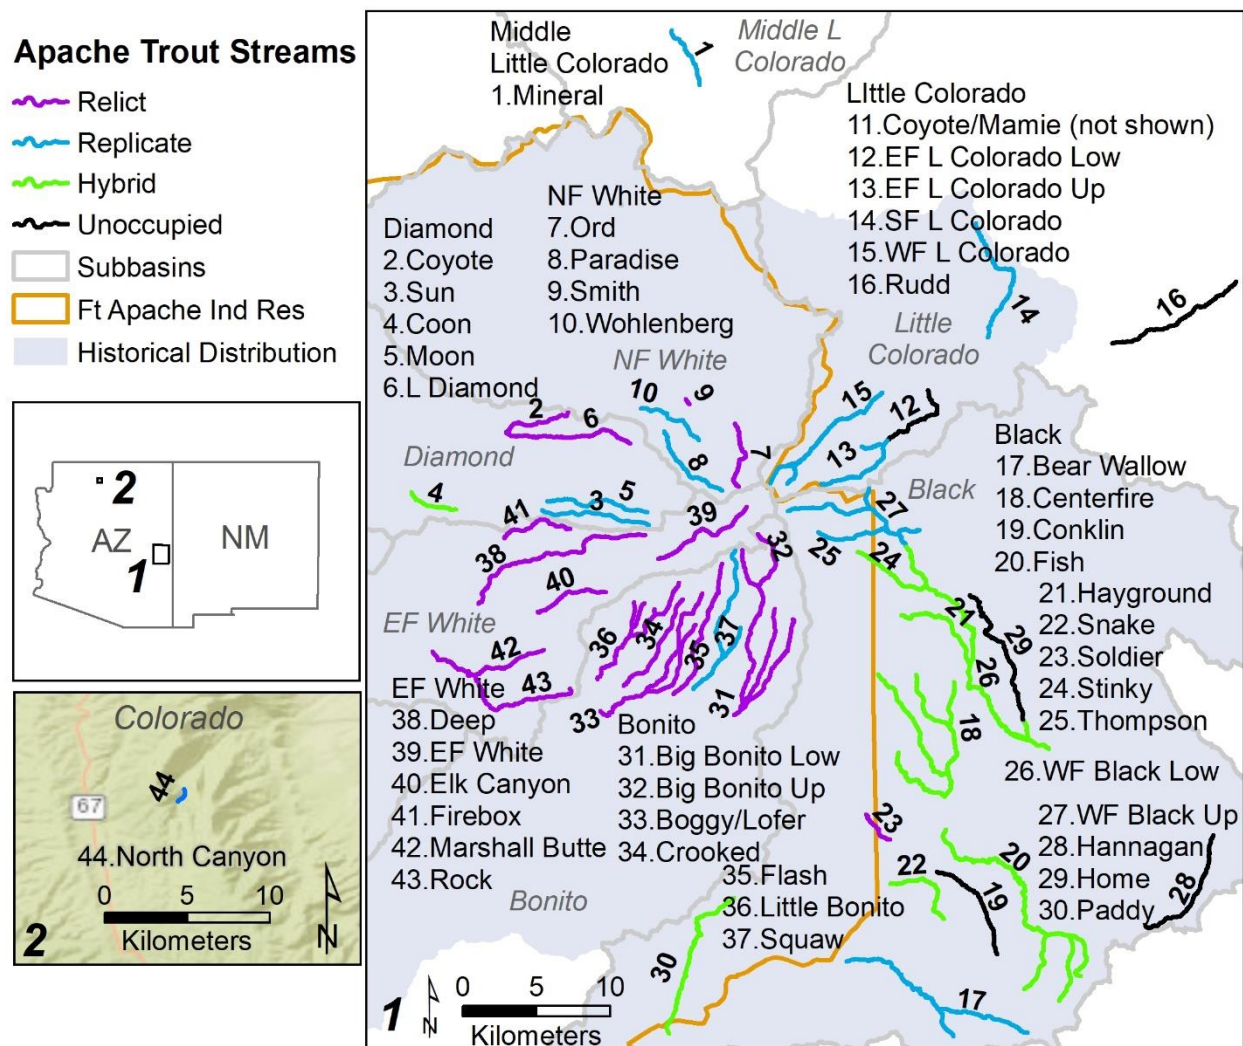 Apache Trout Streams
Relict
Replicate
Hybrid
Unoccupied
Subbasins
Ft Apache Ind Res
Historical Distribution
AZ
NM
1
2
Colorado
67
44
44.North Canyon
0 5 10
Kilometers
N
2
Middle
Little Colorado
1.Mineral
1
Middle L
Colorado
LIttle Colorado
11.Coyote/Mamie (not shown)
12.EF L Colorado Low
13.EF L Colorado Up
14.SF L Colorado
15.WF L Colorado
16.Rudd
Little
Colorado
14
16
Diamond
2.Coyote
3.Sun
4.Coon
5.Moon
6.L Diamond
NF White
7.Ord
8.Paradise
9.Smith
10.Wohlenberg
NF White
10
9
2
6
8
7
15
12
13
Diamond
4
3
5
41
38
39
40
EF White
42
43
36
34
35
37
33
31
32
25
27
24
Black
21
29
26
18
23
22
19
20
28
30
17
Black
17.Bear Wallow
18.Centerfire
19.Conklin
20.Fish
21.Hayground
22.Snake
23.Soldier
24.Stinky
25.Thompson
26.WF Black Low
27.WF Black Up
28.Hannagan
29.Home
30.Paddy
EF White
38.Deep
39.EF White
40.Elk Canyon
41.Firebox
42.Marshall Butte
43.Rock
Bonito
31.Big Bonito Low
32.Big Bonito Up
33.Boggy/Lofer
34.Crooked
35.Flash
36.Little Bonito
37.Squaw
Bonito
1
N
0 5 10
Kilometers